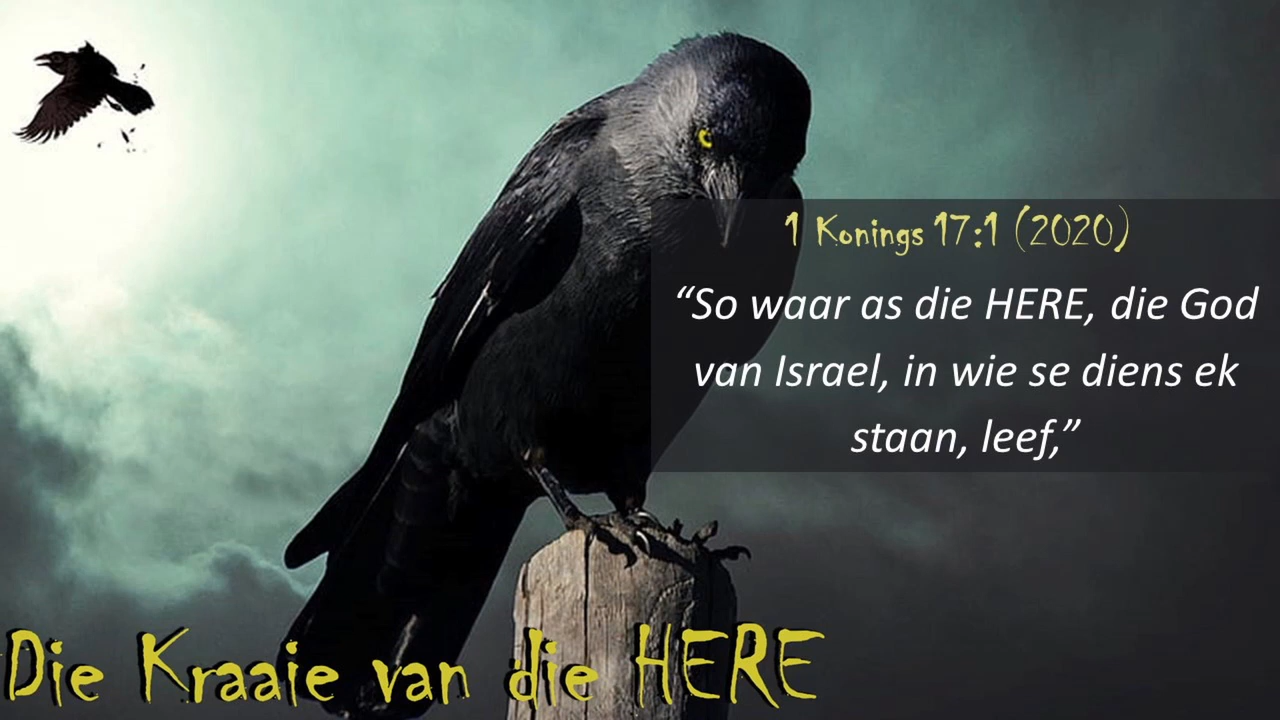 1 Konings 17:1 (2020)
“So waar as die HERE, die God
van Israel, in wie se diens ek
staan, leef,”
Die Kraaie van die HERE